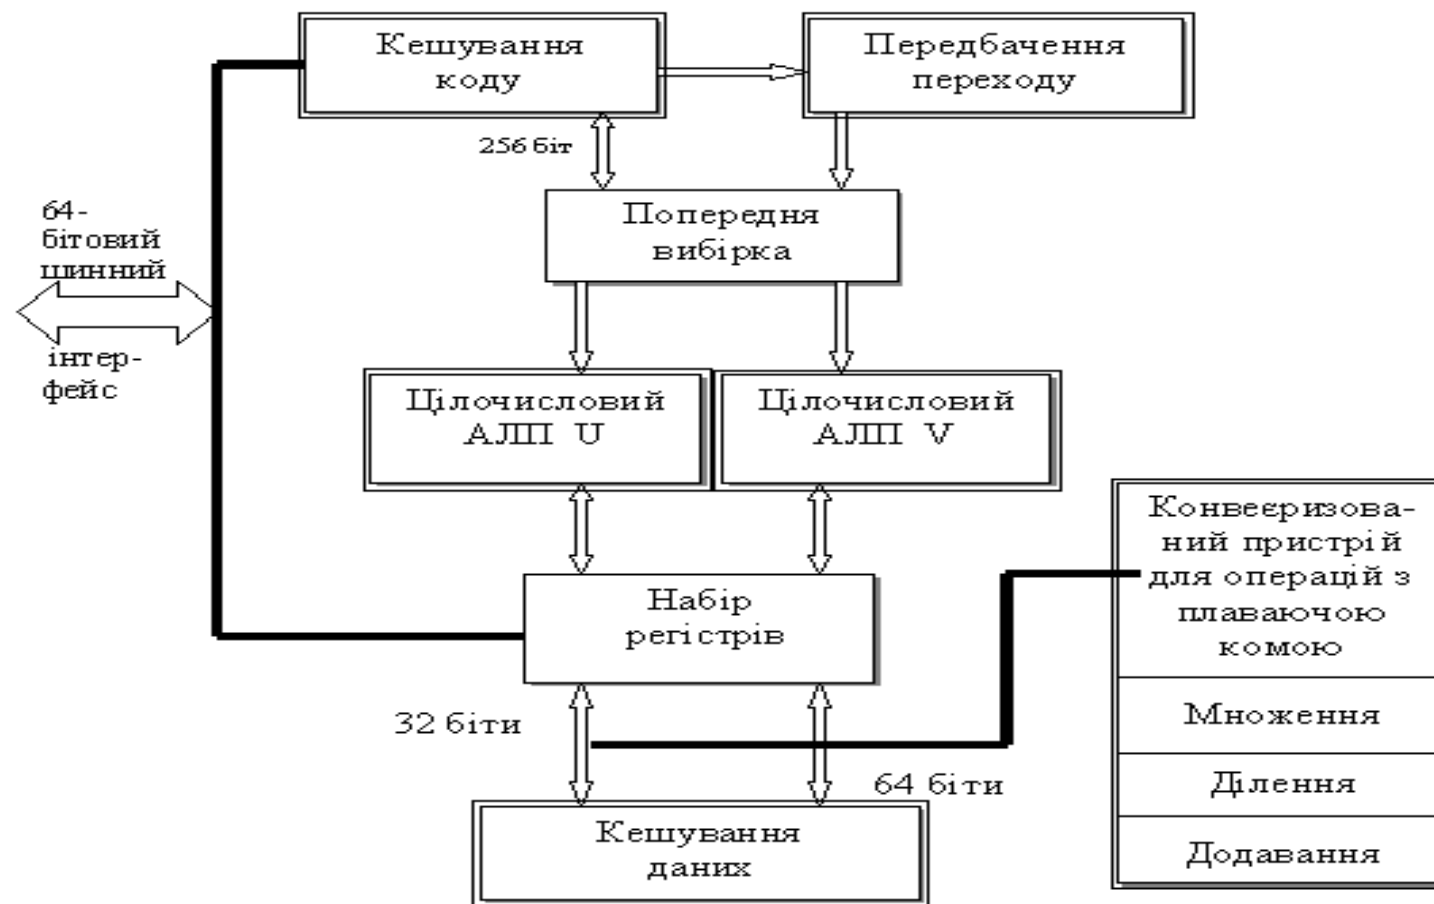 Кешування
коду
Передбачення
переходу
256 біт
64-
бітовий
шинний
інтер-
фейс
Попередня
вибірка
Цілочисловий
АЛП U
Цілочисловий
АЛП V
Конвеєризова-
ний пристрій
для операцій з
плаваючою
комою
Набір
регістрів
32 біти
64 біти
Множення
Ділення
Додавання
Кешування
даних